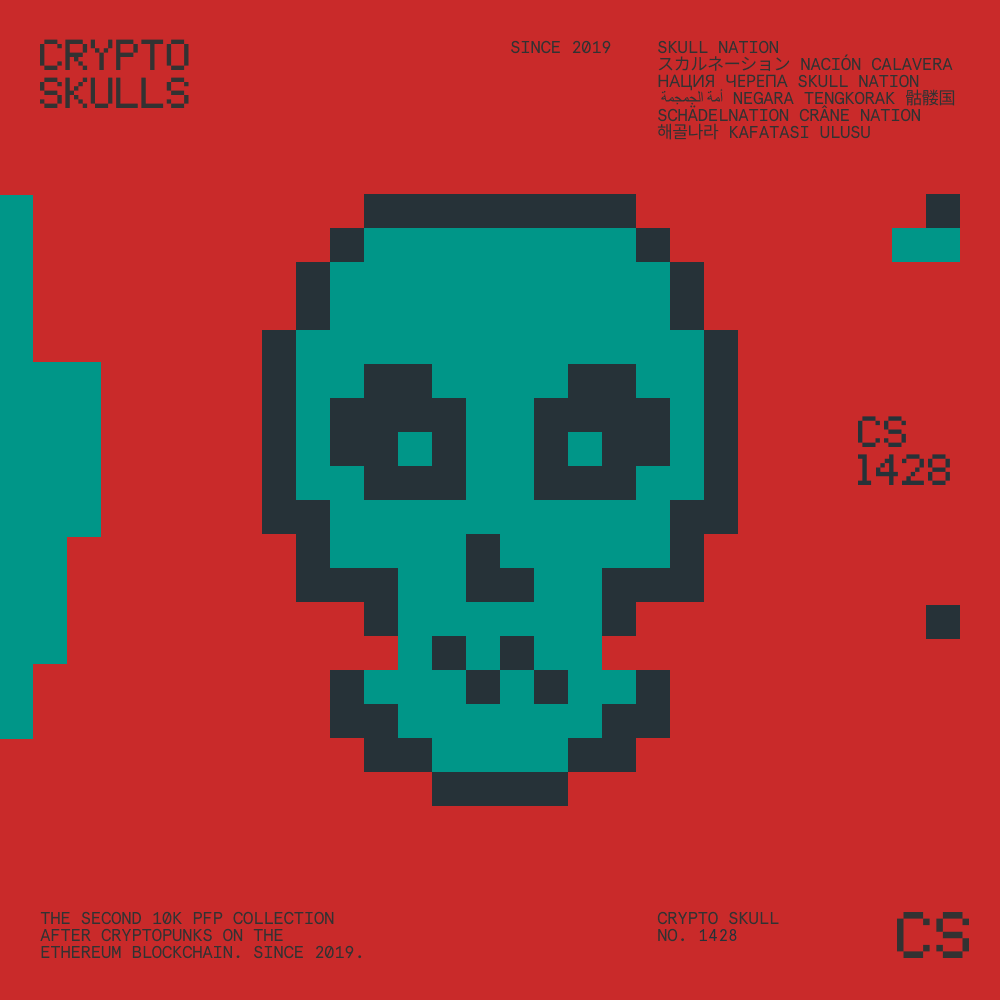 CRYPTO
SKULLS
SINCE 2019
SKULL NATION
スカルネーション NACIÓN CALAVERA
НАЦИЯ ЧЕРЕПА SKULL NATION
أمة الجمجمة NEGARA TENGKORAK 骷髅国
SCHÄDELNATION CRÂNE NATION
해골나라 KAFATASI ULUSU
CS
1428
THE SECOND 10K PFP COLLECTION
AFTER CRYPTOPUNKS ON THE
ETHEREUM BLOCKCHAIN. SINCE 2019.
CRYPTO SKULL
NO. 1428
CS